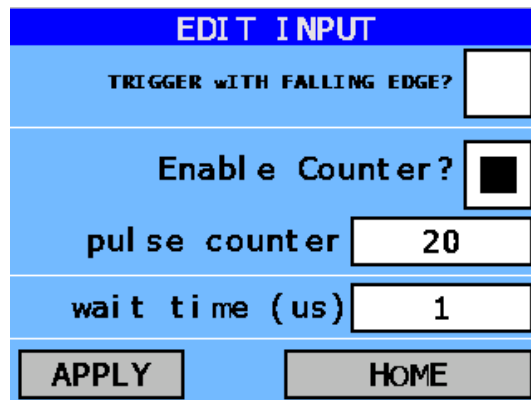 EDIT INPUT
TRIGGER wITH FALLING EDGE?
Enable Counter?
pulse counter 20
wait time (us) 1
APPLY HOME